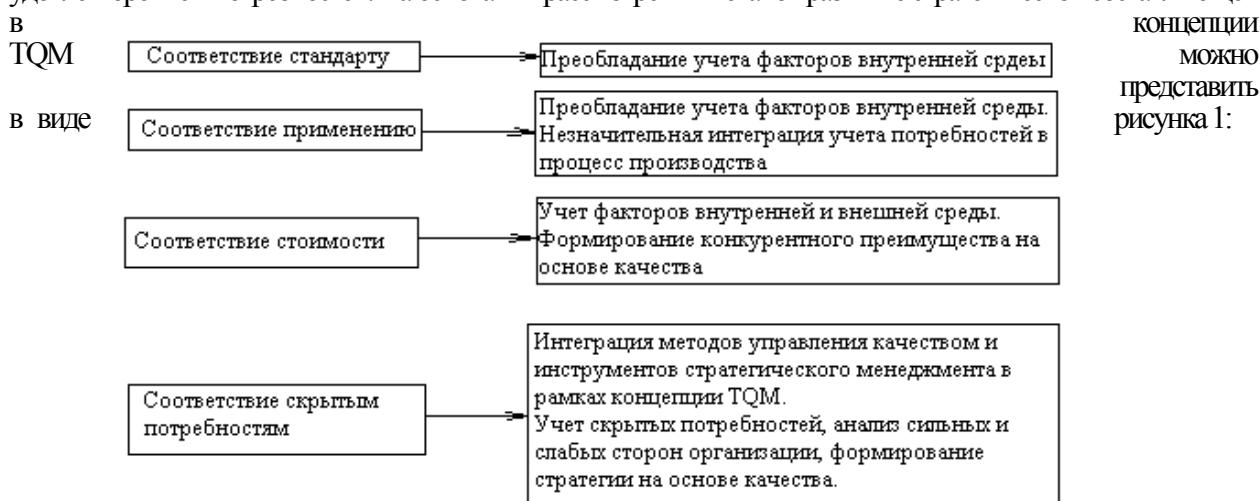 в концепции
TQM можно
представить
в виде рисунка 1:
Соответствие стандарту
Преобладание учета факторов внутренней срдеы
Соответствие применению
Преобладание учета факторов внутренней среды.
Незначительная интеграция учета потребностей в
процесс производства
Соответствие стоимости
Учет факторов внутренней и внешней среды.
Формирование конкурентного преимущества на
основе качества
Соответствие скрытым
потребностям
Интеграция методов управления качеством и
инструментов стратегического менеджмента в
рамках концепции TQM.
Учет скрытых потребностей, анализ сильных и
слабых сторон организации, формирование
стратегии на основе качества.